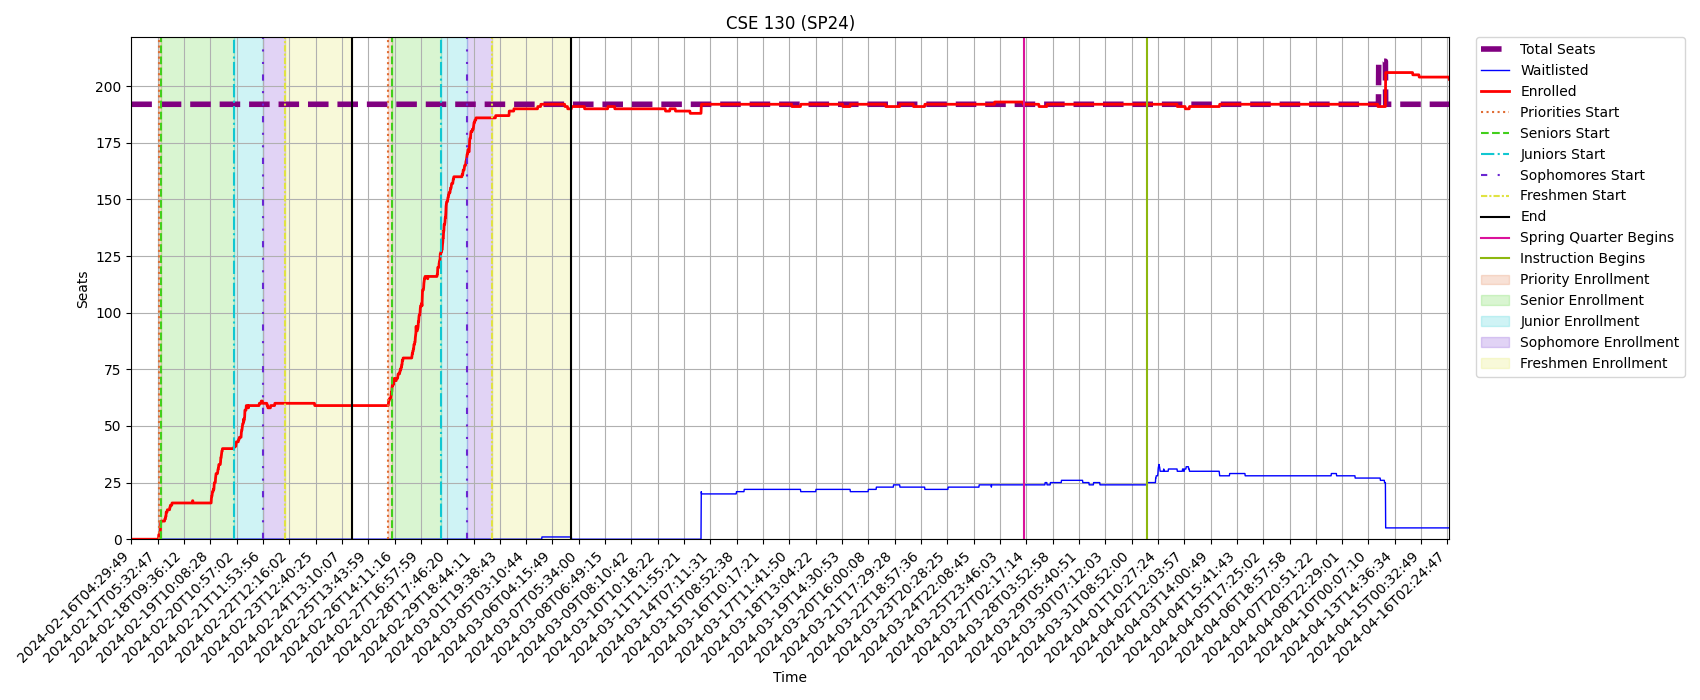 CSE 130 (SP24)
Total Seats
Waitlisted
Enrolled
Priorities Start
Seniors Start
Juniors Start
Sophomores Start
Freshmen Start
End
Spring Quarter Begins
Instruction Begins
Priority Enrollment
Senior Enrollment
Junior Enrollment
Sophomore Enrollment
Freshmen Enrollment
Seats
200
175
150
125
100
75
50
25
0
2024-02-16T04:29:49
2024-02-17T05:32:47
2024-02-18T09:36:12
2024-02-19T10:08:28
2024-02-20T10:57:02
2024-02-21T11:53:56
2024-02-22T12:16:02
2024-02-23T12:40:25
2024-02-24T13:10:07
2024-02-25T13:43:59
2024-02-26T14:11:16
2024-02-27T16:57:59
2024-02-28T17:46:20
2024-02-29T18:44:11
2024-03-01T19:38:43
2024-03-05T03:10:44
2024-03-06T04:15:49
2024-03-07T05:34:00
2024-03-08T06:49:15
2024-03-09T08:10:42
2024-03-10T10:18:22
2024-03-11T11:55:21
2024-03-14T07:11:31
2024-03-15T08:52:38
2024-03-16T10:17:21
2024-03-17T11:41:50
2024-03-18T13:04:22
2024-03-19T14:30:53
2024-03-20T16:00:08
2024-03-21T17:29:28
2024-03-22T18:57:36
2024-03-23T20:28:25
2024-03-24T22:08:45
2024-03-25T23:46:03
2024-03-27T02:17:14
2024-03-28T03:52:58
2024-03-29T05:40:51
2024-03-30T07:12:03
2024-03-31T08:52:00
2024-04-01T10:27:24
2024-04-02T12:03:57
2024-04-03T14:00:49
2024-04-04T15:41:43
2024-04-05T17:25:02
2024-04-06T18:57:58
2024-04-07T20:51:22
2024-04-08T22:29:01
2024-04-10T00:07:10
2024-04-13T14:36:34
2024-04-15T00:32:49
2024-04-16T02:24:47
Time